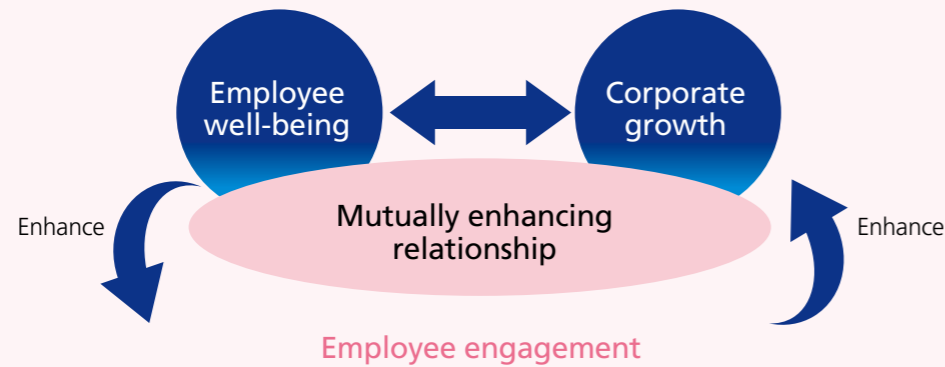 Employee
well-being
Corporate
growth
Mutually enhancing
relationship
Enhance
Enhance
Employee engagement